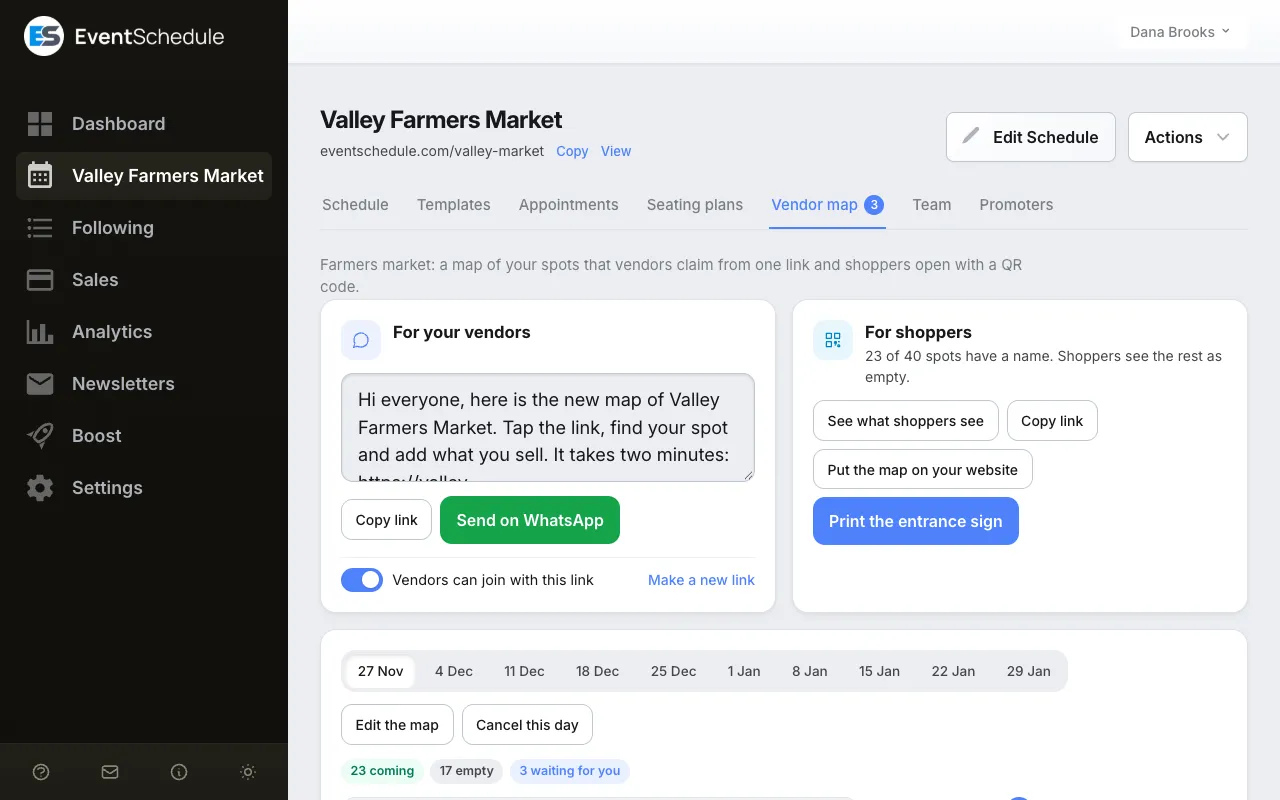 ES EventSchedule
Dana Brooks
Dashboard
Valley Farmers Market
Following
Sales
Analytics
Newsletters
Boost
Settings
Valley Farmers Market
eventschedule.com/valley-market Copy View
Edit Schedule
Actions
Schedule Templates Appointments Seating plans Vendor map 3 Team Promoters
Farmers market: a map of your spots that vendors claim from one link and shoppers open with a QR
code.
For your vendors
Hi everyone, here is the new map of Valley
Farmers Market. Tap the link, find your spot
and add what you sell. It takes two minutes:
https://valley
Copy link
Send on WhatsApp
Vendors can join with this link
Make a new link
For shoppers
23 of 40 spots have a name. Shoppers see the rest as
empty.
See what shoppers see
Copy link
Put the map on your website
Print the entrance sign
27 Nov 4 Dec 11 Dec 18 Dec 25 Dec 1 Jan 8 Jan 15 Jan 22 Jan 29 Jan
Edit the map
Cancel this day
23 coming 17 empty 3 waiting for you